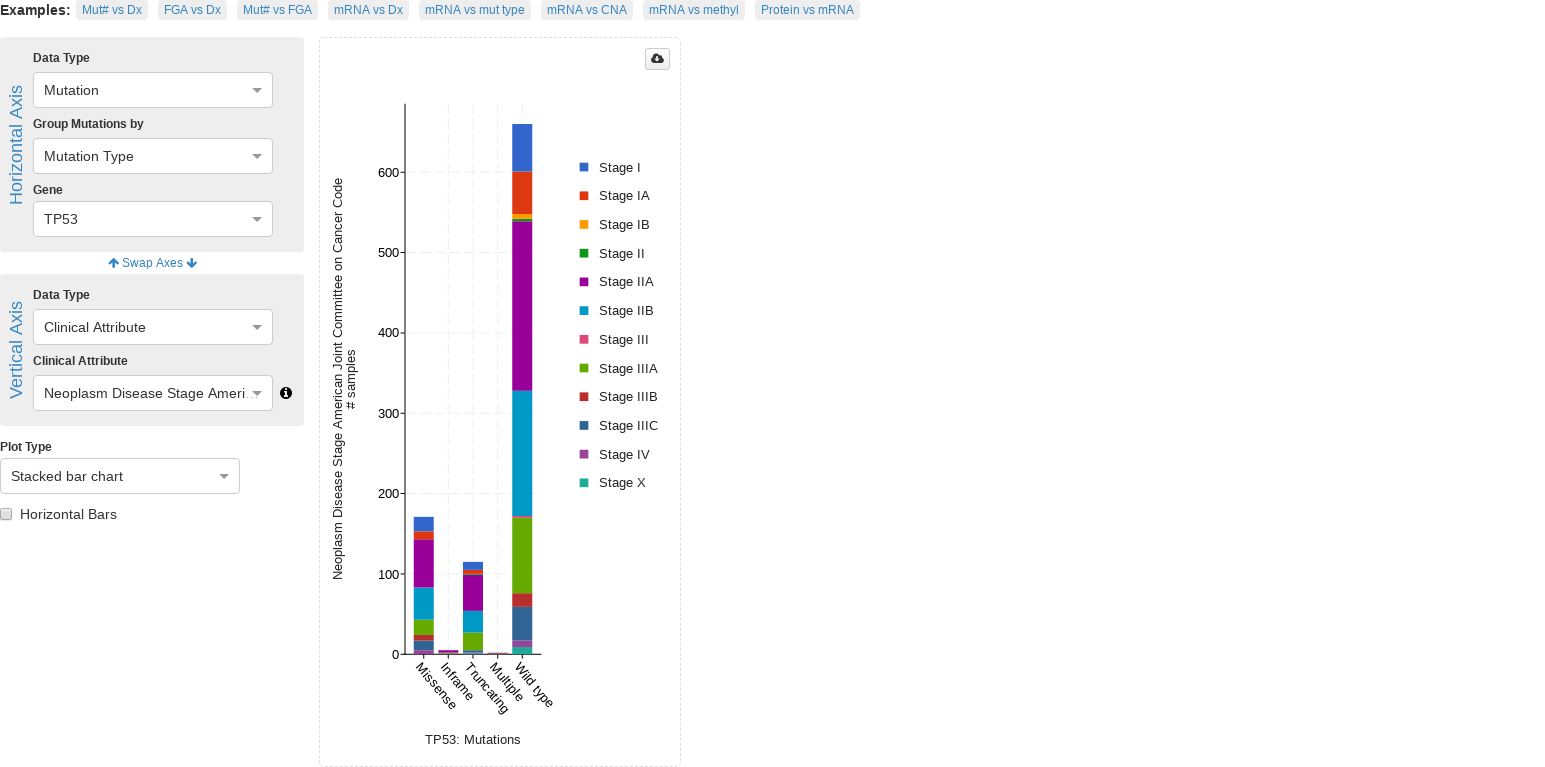 Examples: Mut# vs Dx FGA vs Dx Mut# vs FGA mRNA vs Dx mRNA vs mut type mRNA vs CNA mRNA vs methyl Protein vs mRNA
Horizontal Axis
Data Type
Mutation
Group Mutations by
Mutation Type
Gene
TP53
Swap Axes
Vertical Axis
Data Type
Clinical Attribute
Clinical Attribute
Neoplasm Disease Stage Ameri...
Plot Type
Stacked bar chart
Horizontal Bars
Neoplasm Disease Stage American Joint Committee on Cancer Code
# samples
600
500
400
300
200
100
0
Missense
Inframe
Truncating
Multiple
Wild type
TP53: Mutations
Stage I
Stage IA
Stage IB
Stage II
Stage IIA
Stage IIB
Stage III
Stage IIIA
Stage IIIB
Stage IIIC
Stage IV
Stage X